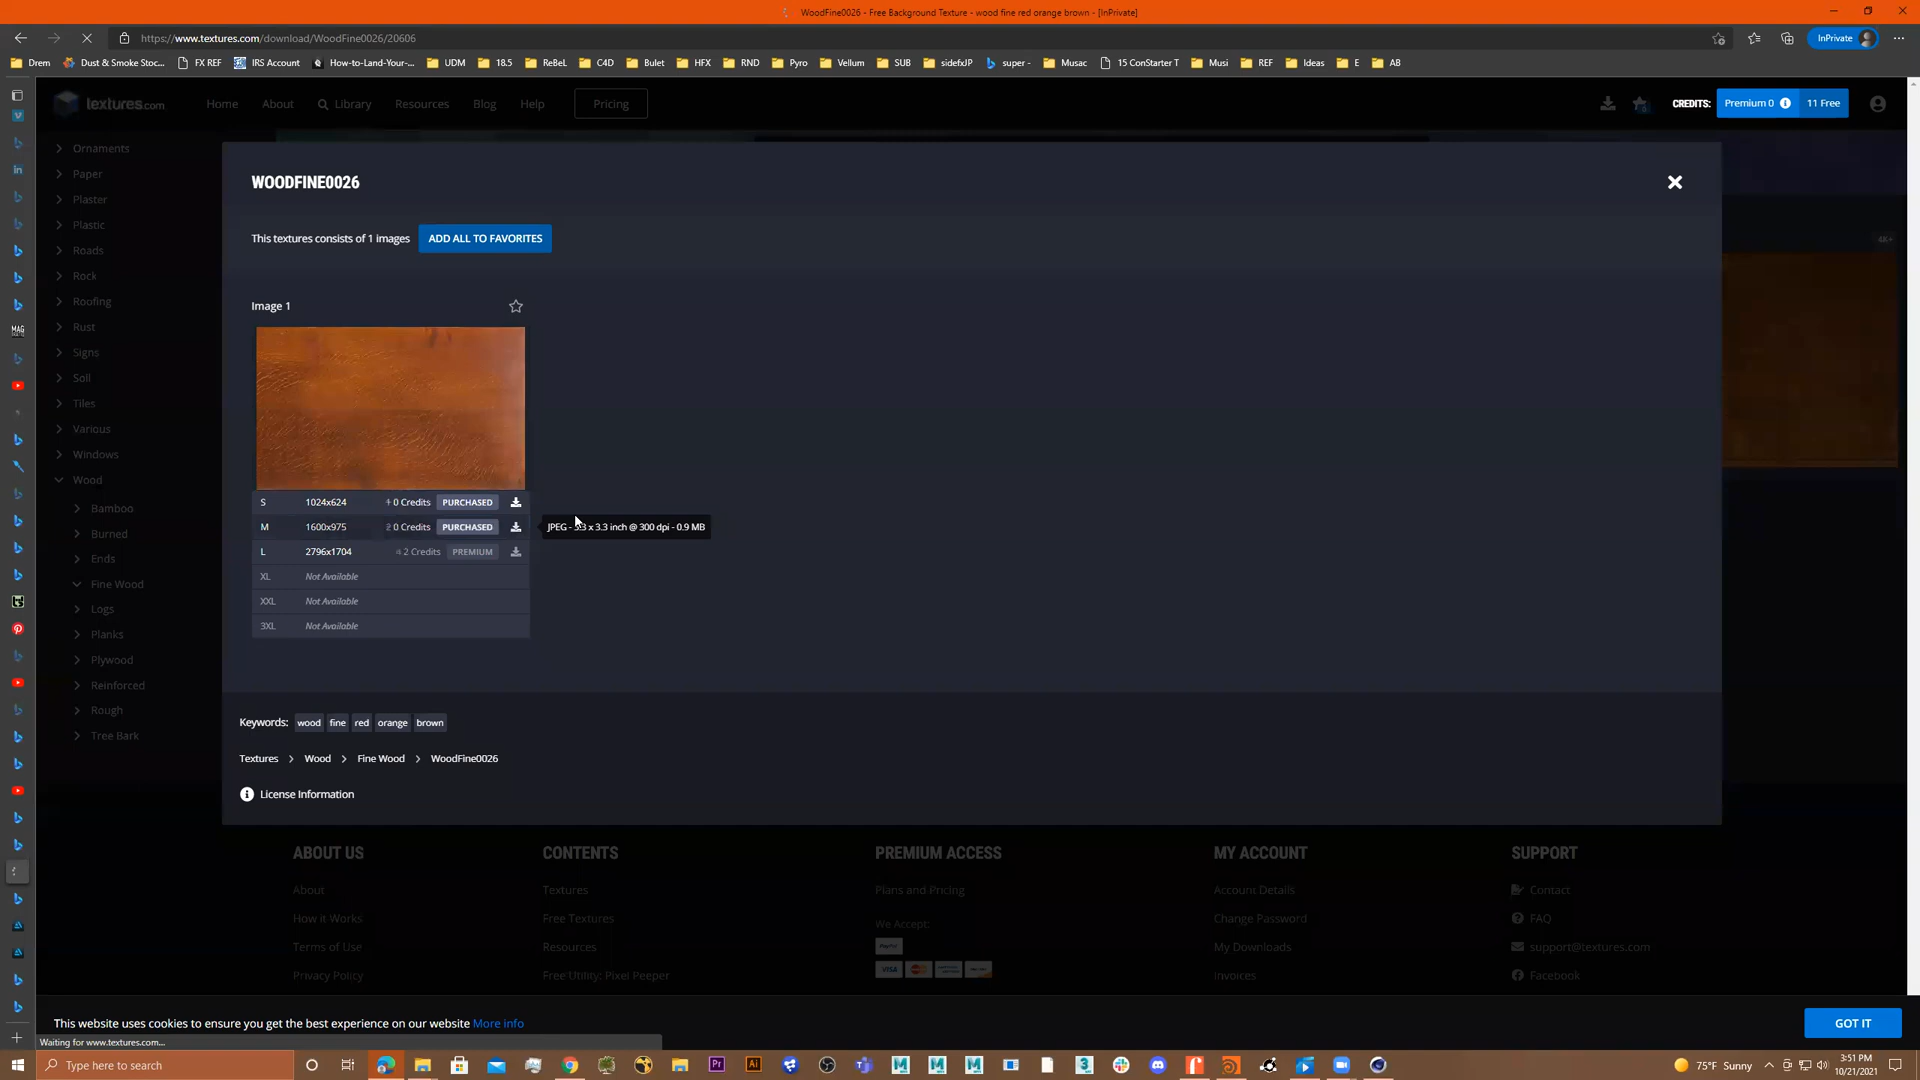 WoodFine0026 - Free Background Texture - wood fine red orange brown - [InPrivate]
https://www.textures.com/download/WoodFine0026/20606
InPrivate
Drem
Dust & Smoke Stoc...
FX REF
IRS Account
How-to-Land-Your-...
UDM
18.5
ReBeL
C4D
Bulet
HFX
RND
Pyro
Vellum
SUB
sidefxJP
super -
Musac
15 ConStarter T
Musi
REF
Ideas
E
AB
textures.com
Home
About
Library
Resources
Blog
Help
Pricing
CREDITS:
Premium 0
11 Free
Ornaments
Paper
Plaster
Plastic
Roads
Rock
Roofing
Rust
Signs
Soil
Tiles
Various
Windows
Wood
Bamboo
Burned
Ends
Fine Wood
Logs
Planks
Plywood
Reinforced
Rough
Tree Bark
MAG
4K+
WOODFINE0026
This textures consists of 1 images
ADD ALL TO FAVORITES
Image 1
S 1024x624 1 0 Credits PURCHASED
M 1600x975 2 0 Credits PURCHASED
JPEG - 5.3 x 3.3 inch @ 300 dpi - 0.9 MB
L 2796x1704 4 2 Credits PREMIUM
XL Not Available
XXL Not Available
3XL Not Available
Keywords: wood fine red orange brown
Textures > Wood > Fine Wood > WoodFine0026
License Information
ABOUT US
About
How it Works
Terms of Use
Privacy Policy
CONTENTS
Textures
Free Textures
Resources
Free Utility: Pixel Peeper
PREMIUM ACCESS
Plans and Pricing
We Accept:
PayPal
VISA
MY ACCOUNT
Account Details
Change Password
My Downloads
Invoices
SUPPORT
Contact
FAQ
support@textures.com
Facebook
This website uses cookies to ensure you get the best experience on our website More info
GOT IT
Waiting for www.textures.com...
Type here to search
Pr
Ai
75°F Sunny
3:51 PM
10/21/2021